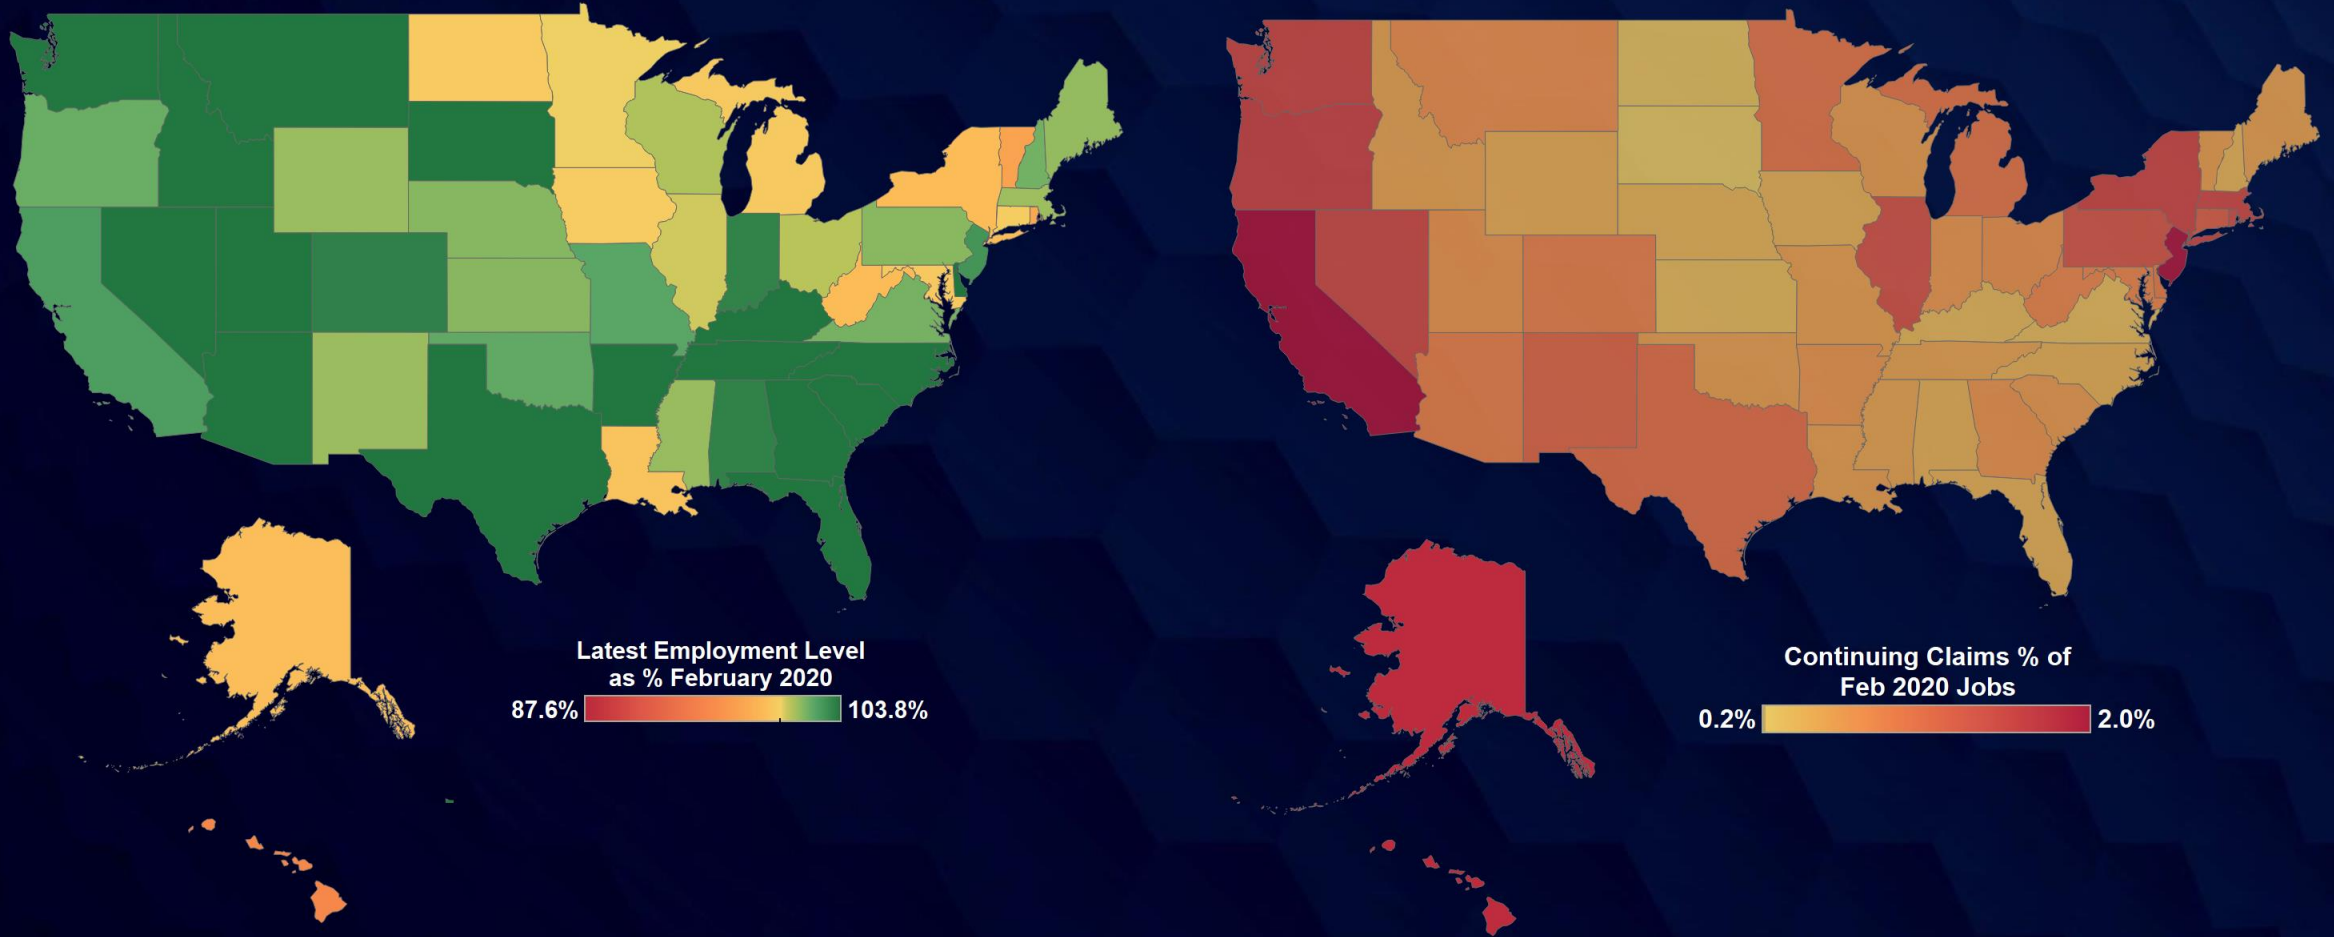 Latest Employment Level
as % February 2020
87.6% 103.8%
Continuing Claims % of
Feb 2020 Jobs
0.2% 2.0%